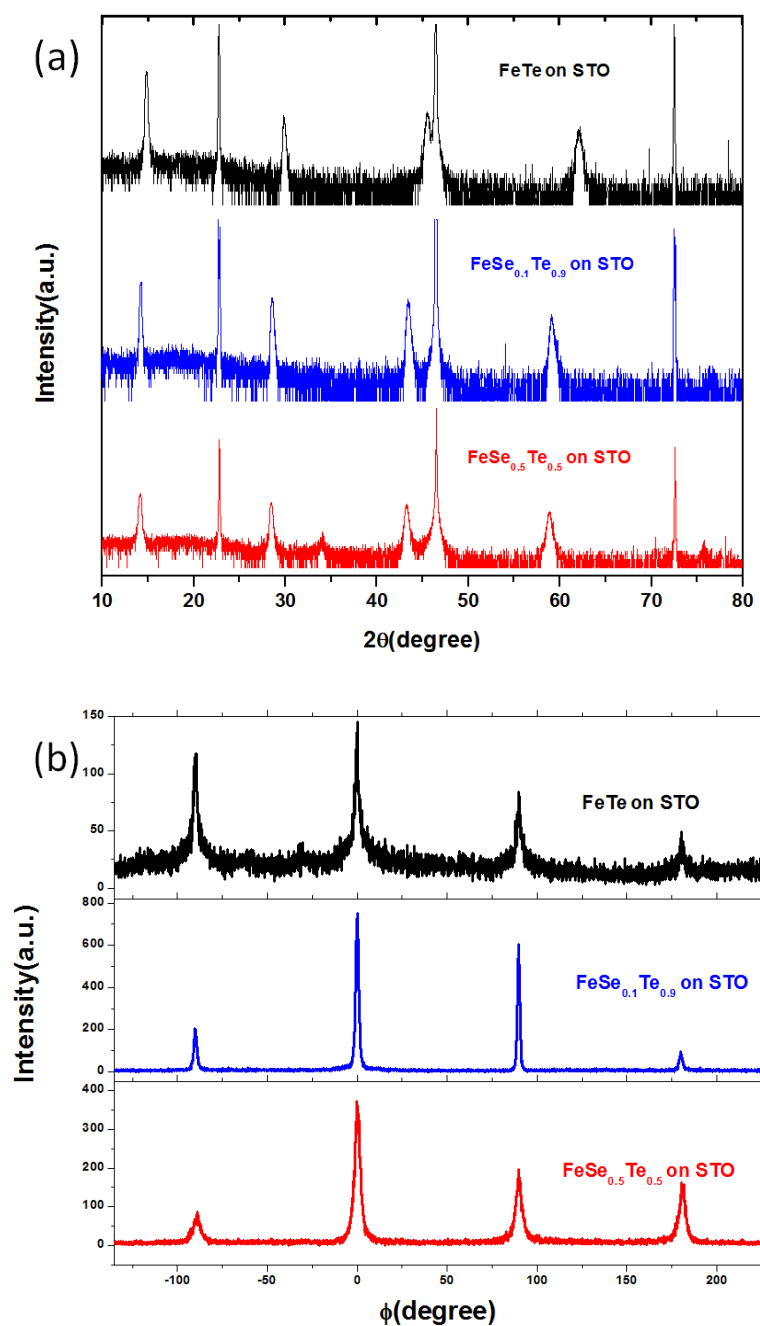 (a)
FeTe on STO
FeSe0.1Te0.9 on STO
FeSe0.5Te0.5 on STO
Intensity(a.u.)
10 20 30 40 50 60 70 80
2θ(degree)
(b)
150
100
50
0
FeTe on STO
800
600
400
200
0
FeSe0.1Te0.9 on STO
400
300
200
100
0
FeSe0.5Te0.5 on STO
Intensity(a.u.)
-100 -50 0 50 100 150 200
ϕ(degree)